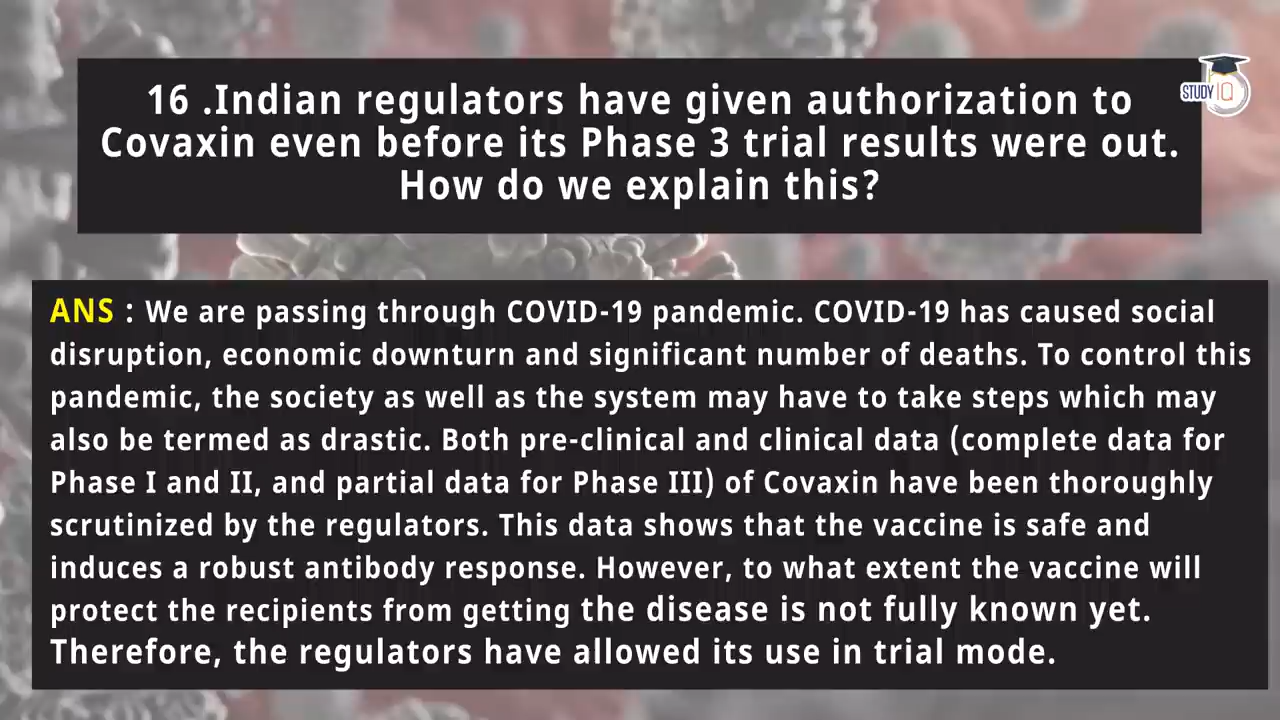 16 .Indian regulators have given authorization to
Covaxin even before its Phase 3 trial results were out.
How do we explain this?
STUDY IQ
ANS : We are passing through COVID-19 pandemic. COVID-19 has caused social
disruption, economic downturn and significant number of deaths. To control this
pandemic, the society as well as the system may have to take steps which may
also be termed as drastic. Both pre-clinical and clinical data (complete data for
Phase I and II, and partial data for Phase III) of Covaxin have been thoroughly
scrutinized by the regulators. This data shows that the vaccine is safe and
induces a robust antibody response. However, to what extent the vaccine will
protect the recipients from getting the disease is not fully known yet.
Therefore, the regulators have allowed its use in trial mode.